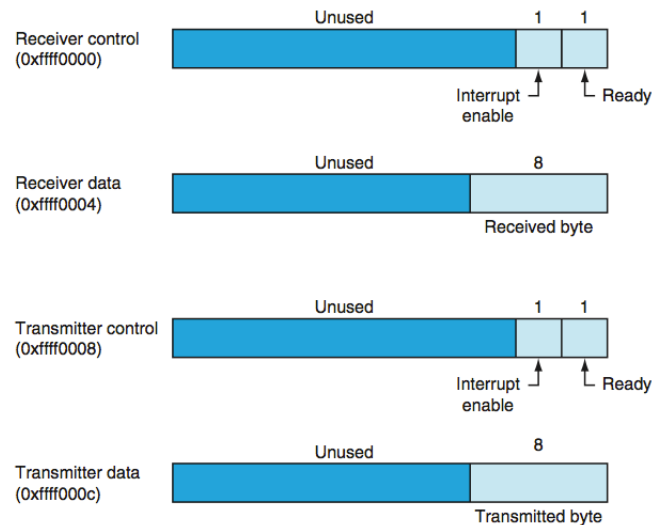 Unused
1 1
Receiver control
(0xffff0000)
Interrupt
enable
Ready
Unused
8
Receiver data
(0xffff0004)
Received byte
Unused
1 1
Transmitter control
(0xffff0008)
Interrupt
enable
Ready
Unused
8
Transmitter data
(0xffff000c)
Transmitted byte